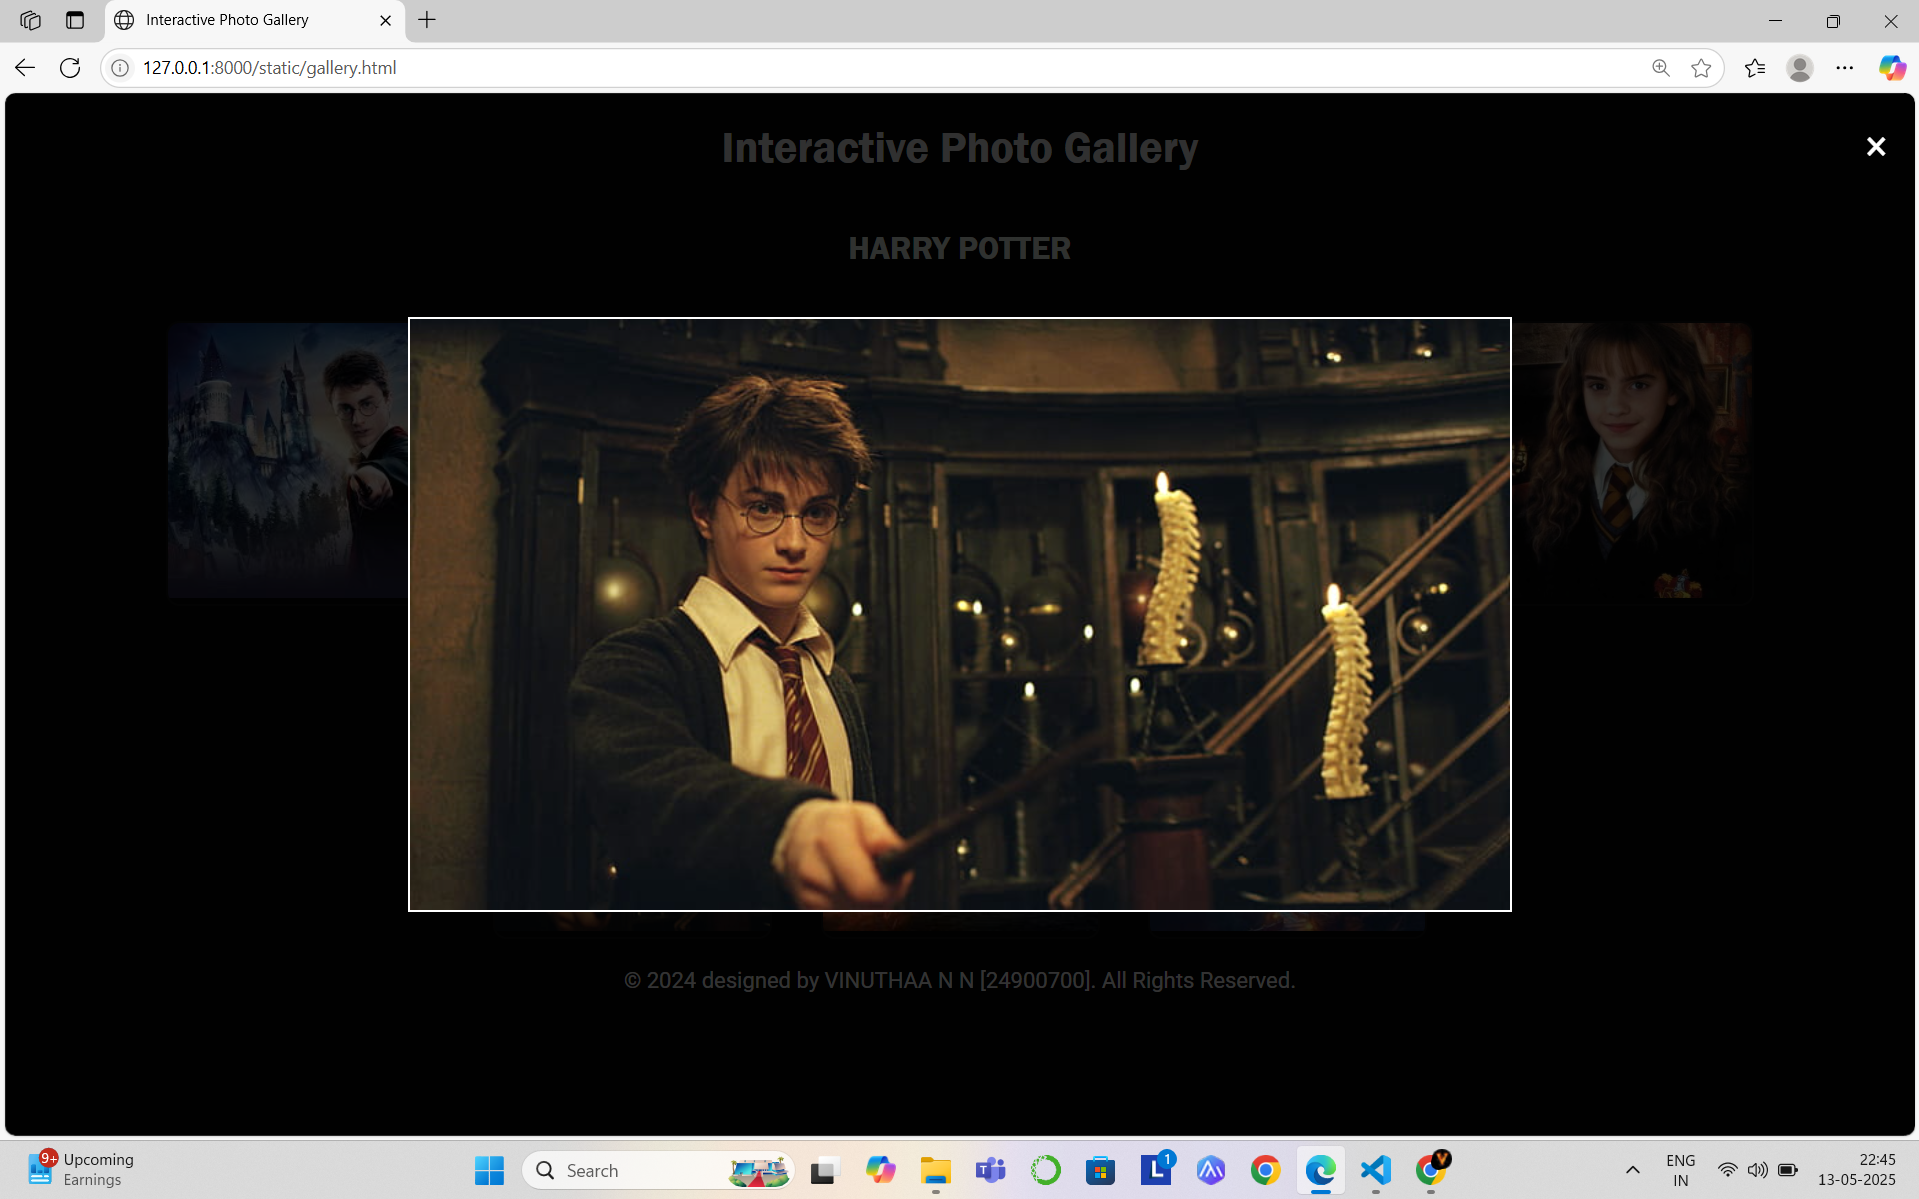 Interactive Photo Gallery
127.0.0.1:8000/static/gallery.html
Interactive Photo Gallery
HARRY POTTER
© 2024 designed by VINUTHAA N N [24900700]. All Rights Reserved.
9+
Upcoming
Earnings
Search
T
L
1
V
ENG
IN
22:45
13-05-2025